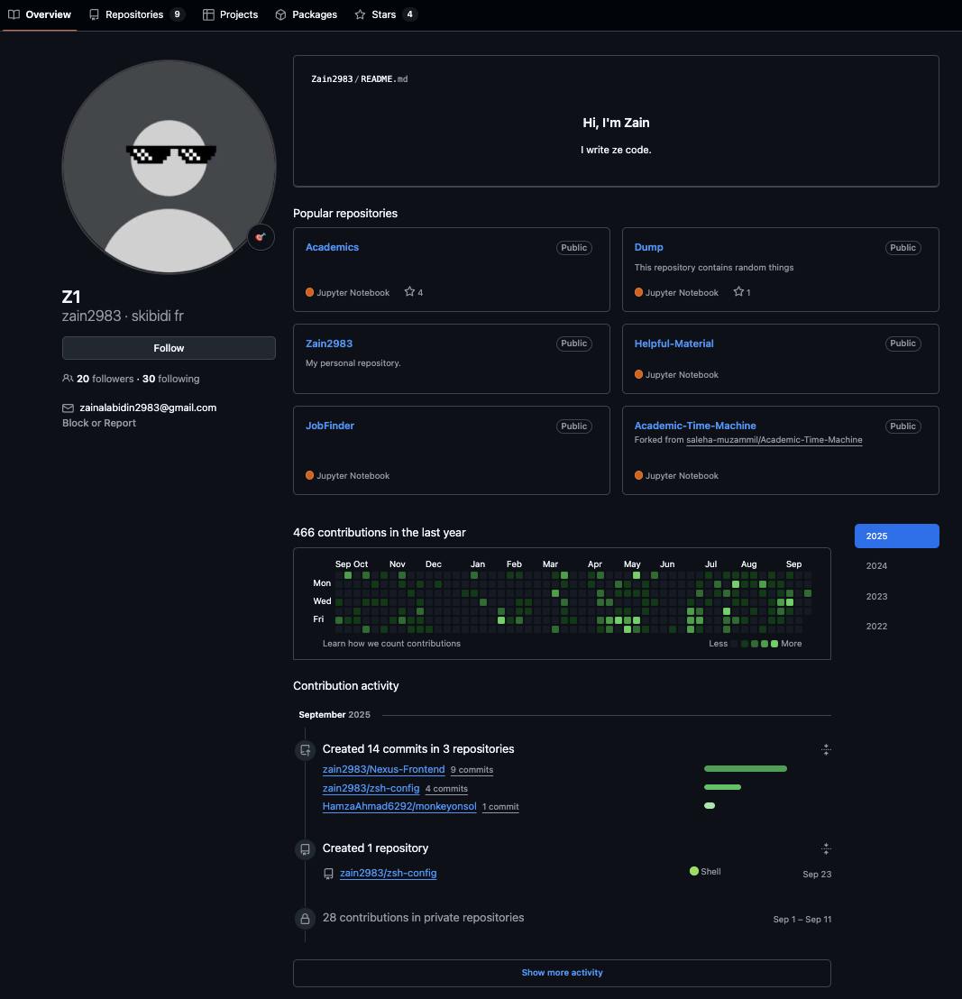 Overview Repositories 9 Projects Packages Stars 4
Zain2983/README.md
Hi, I'm Zain
I write ze code.
Z1
zain2983 · skibidi fr
Follow
20 followers · 30 following
zainalabidin2983@gmail.com
Block or Report
Popular repositories
Academics Public
Jupyter Notebook 4
Dump Public
This repository contains random things
Jupyter Notebook 1
Zain2983 Public
My personal repository.
Helpful-Material Public
Jupyter Notebook
JobFinder Public
Jupyter Notebook
Academic-Time-Machine Public
Forked from saleha-muzammil/Academic-Time-Machine
Jupyter Notebook
466 contributions in the last year
Sep Oct Nov Dec Jan Feb Mar Apr May Jun Jul Aug Sep
Mon
Wed
Fri
Learn how we count contributions Less More
2025
2024
2023
2022
Contribution activity
September 2025
Created 14 commits in 3 repositories
zain2983/Nexus-Frontend 9 commits
zain2983/zsh-config 4 commits
HamzaAhmad6292/monkeyonsol 1 commit
Created 1 repository
zain2983/zsh-config Shell Sep 23
28 contributions in private repositories Sep 1 – Sep 11
Show more activity